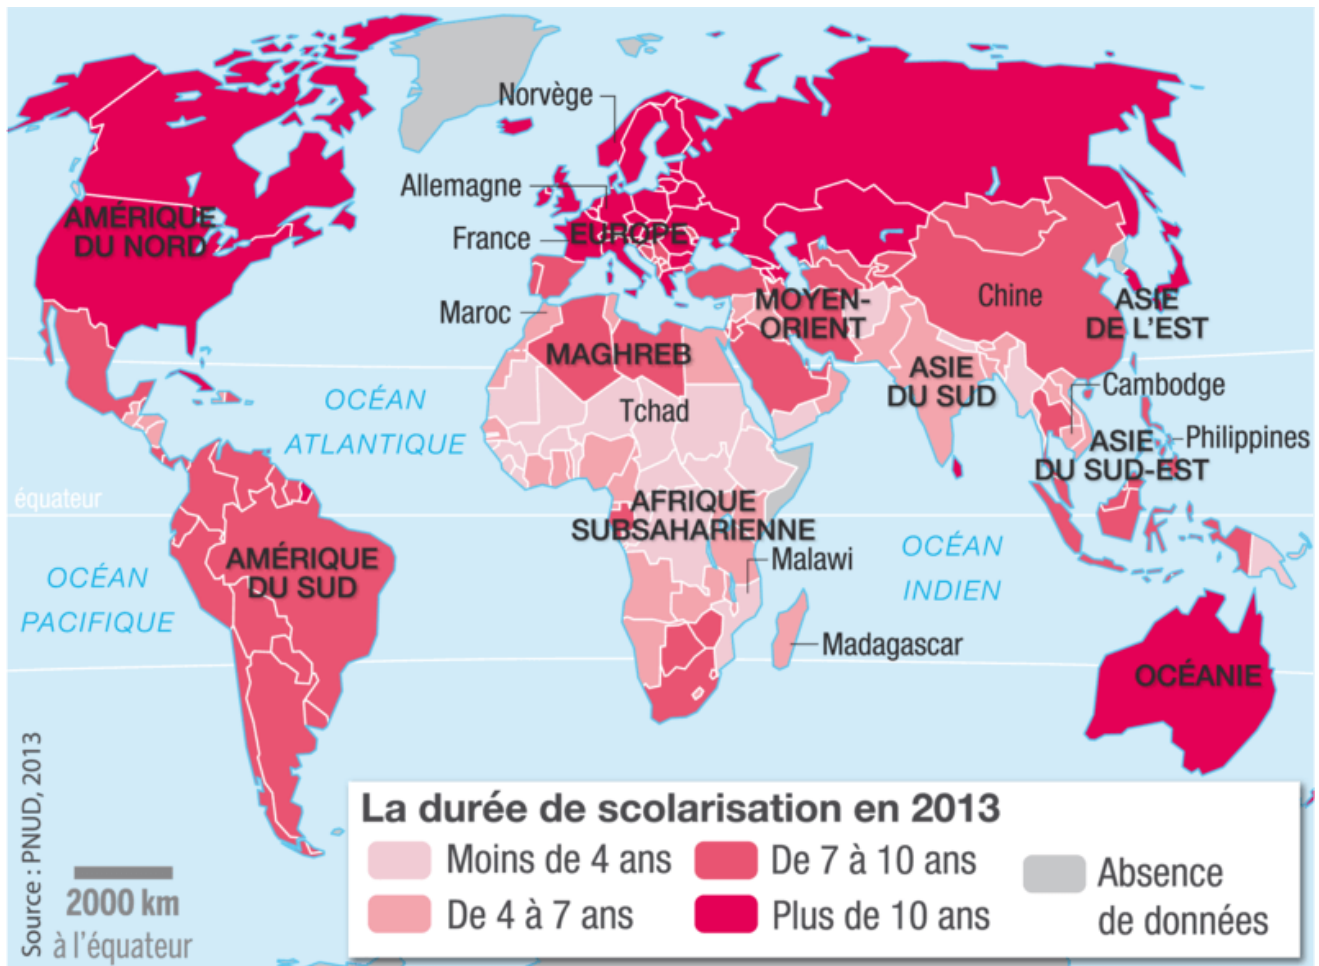 Norvège
Allemagne
AMÉRIQUE
DU NORD
France
EUROPE
Maroc
MOYEN-
ORIENT
Chine
ASIE
DE L'EST
MAGHREB
ASIE
DU SUD
OCÉAN
ATLANTIQUE
Tchad
Cambodge
ASIE
DU SUD-EST
Philippines
équateur
AFRIQUE
SUBSAHARIENNE
AMÉRIQUE
DU SUD
OCÉAN
PACIFIQUE
Malawi
OCÉAN
INDIEN
Madagascar
OCÉANIE
Source : PNUD, 2013
2000 km
à l'équateur
La durée de scolarisation en 2013
Moins de 4 ans
De 4 à 7 ans
De 7 à 10 ans
Plus de 10 ans
Absence
de données